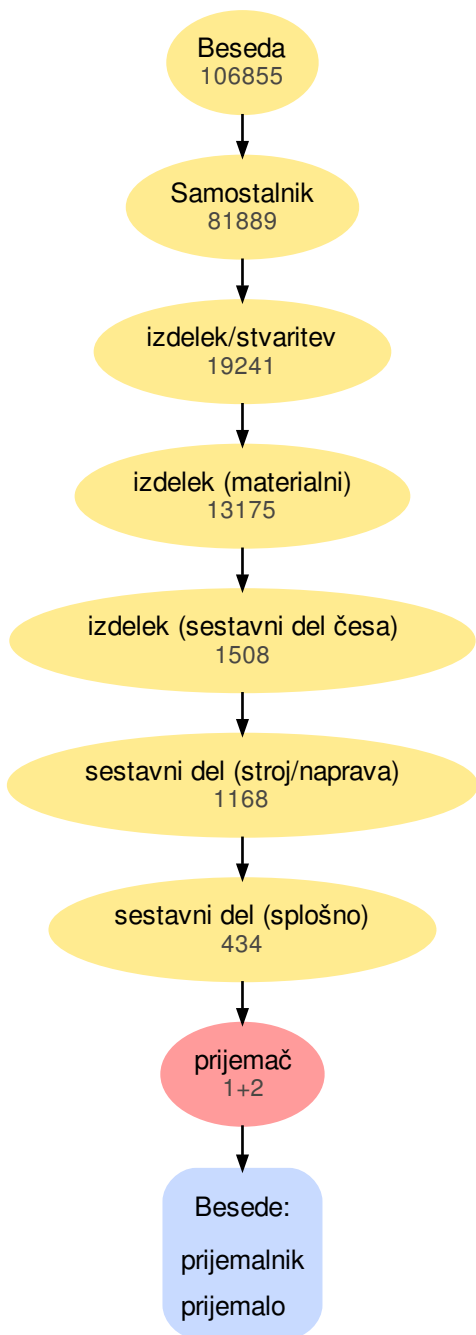 Beseda
106855
Samostalnik
81889
izdelek/stvaritev
19241
izdelek (materialni)
13175
izdelek (sestavni del česa)
1508
sestavni del (stroj/naprava)
1168
sestavni del (splošno)
434
prijemač
1+2
Besede:
prijemalnik
prijemalo